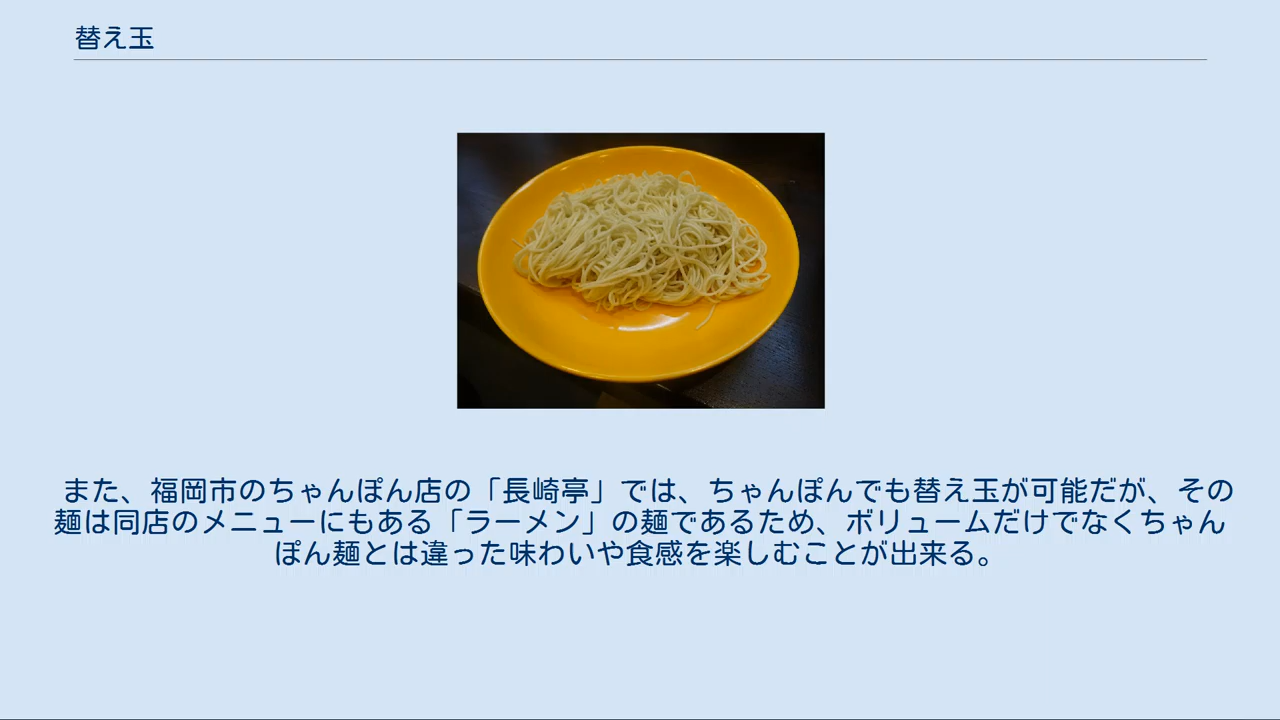 替え玉
また、福岡市のちゃんぽん店の「長崎亭」では、ちゃんぽんでも替え玉が可能だが、その
麺は同店のメニューにもある「ラーメン」の麺であるため、ボリュームだけでなくちゃん
ぽん麺とは違った味わいや食感を楽しむことが出来る。